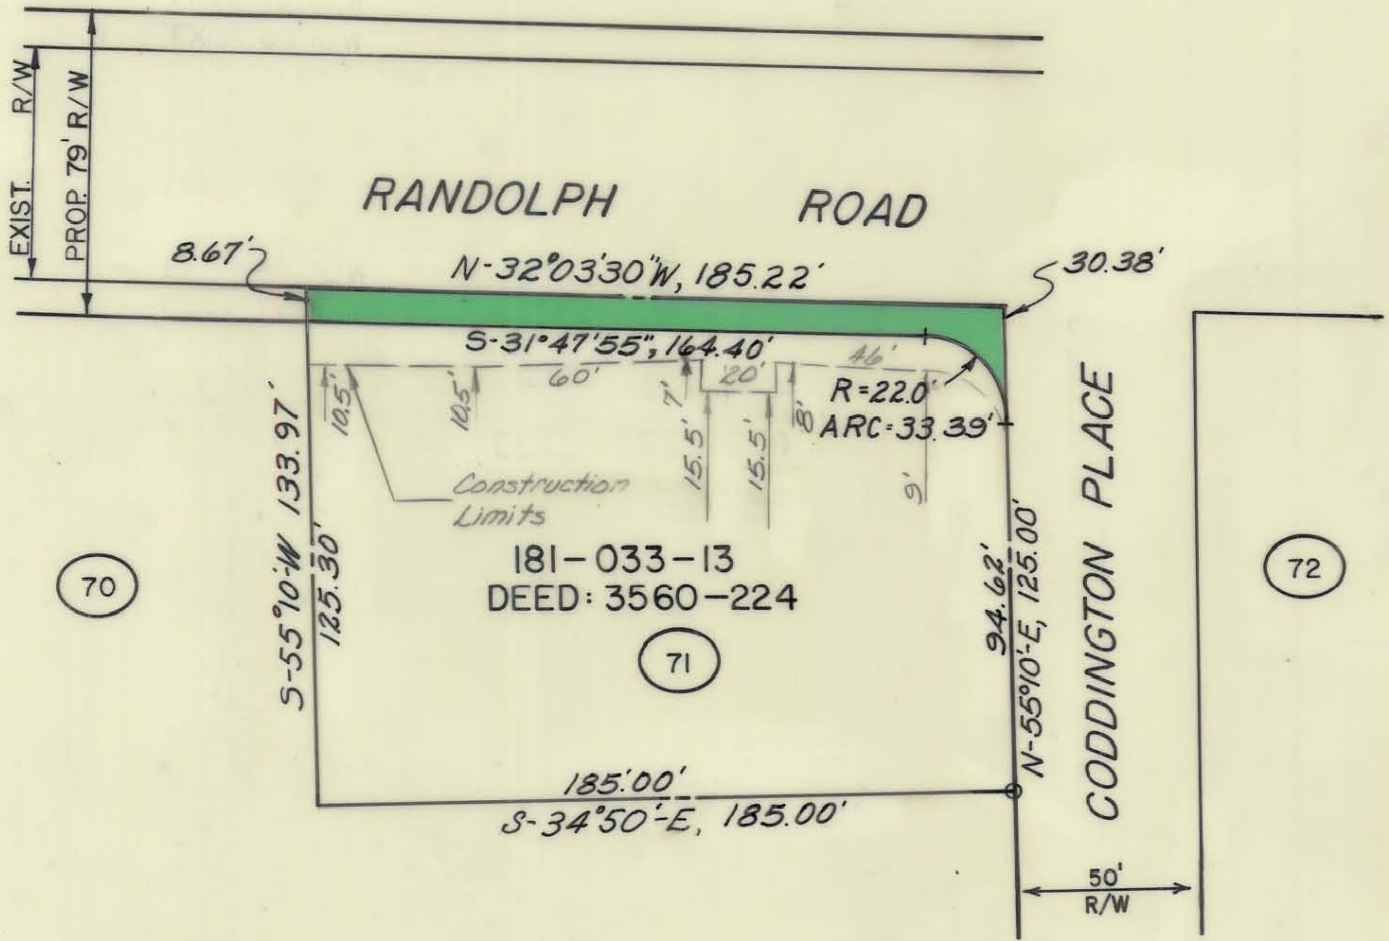 EXIST. R/W
PROP. 79' R/W
RANDOLPH ROAD
8.67'
N-32°03'30"W, 185.22'
30.38'
S-31°47'55", 164.40'
60'
20'
46'
10.5'
10.5'
7'
8'
R=22.0'
ARC=33.39'
15.5'
15.5'
9'
Construction
Limits
S-55°10'-W 133.97'
125.30'
181-033-13
DEED: 3560-224
70
71
72
94.62'
N-55°10'-E, 125.00'
CODDINGTON PLACE
185.00'
S-34°50'-E, 185.00'
50'
R/W